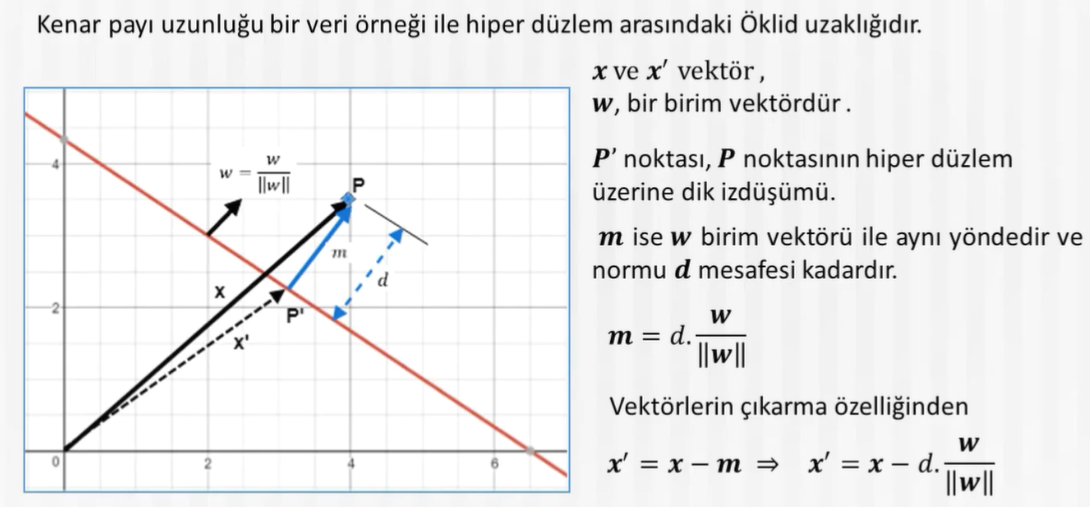 Kenar payı uzunluğu bir veri örneği ile hiper düzlem arasındaki Öklid uzaklığıdır.
x ve x′ vektör ,
w, bir birim vektördür .
P’ noktası, P noktasının hiper düzlem
üzerine dik izdüşümü.
m ise w birim vektörü ile aynı yöndedir ve
normu d mesafesi kadardır.
m = d. w / ||w||
Vektörlerin çıkarma özelliğinden
x′ = x − m ⇒ x′ = x − d. w / ||w||
4
w = w / ||w||
P
m
d
x
2
P'
x'
0
2
4
6